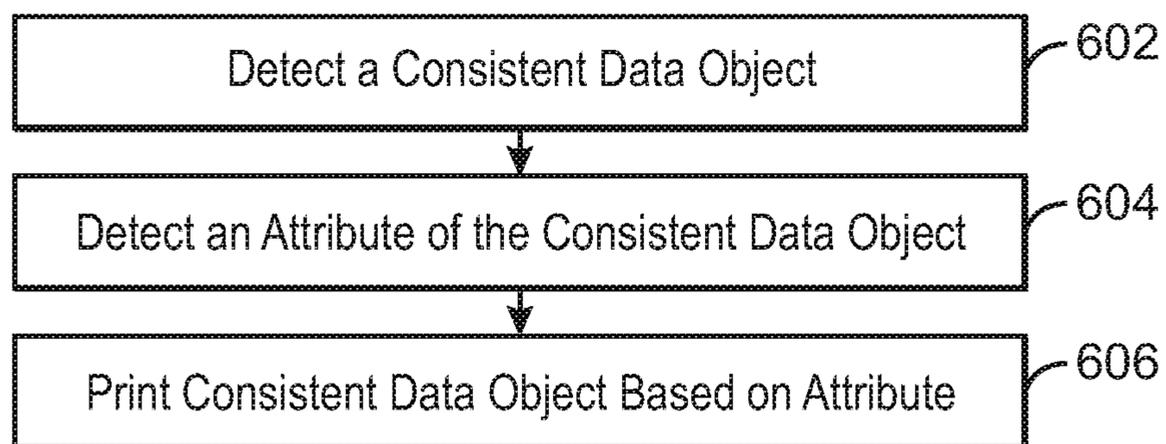 Detect a Consistent Data Object
602
Detect an Attribute of the Consistent Data Object
604
Print Consistent Data Object Based on Attribute
606